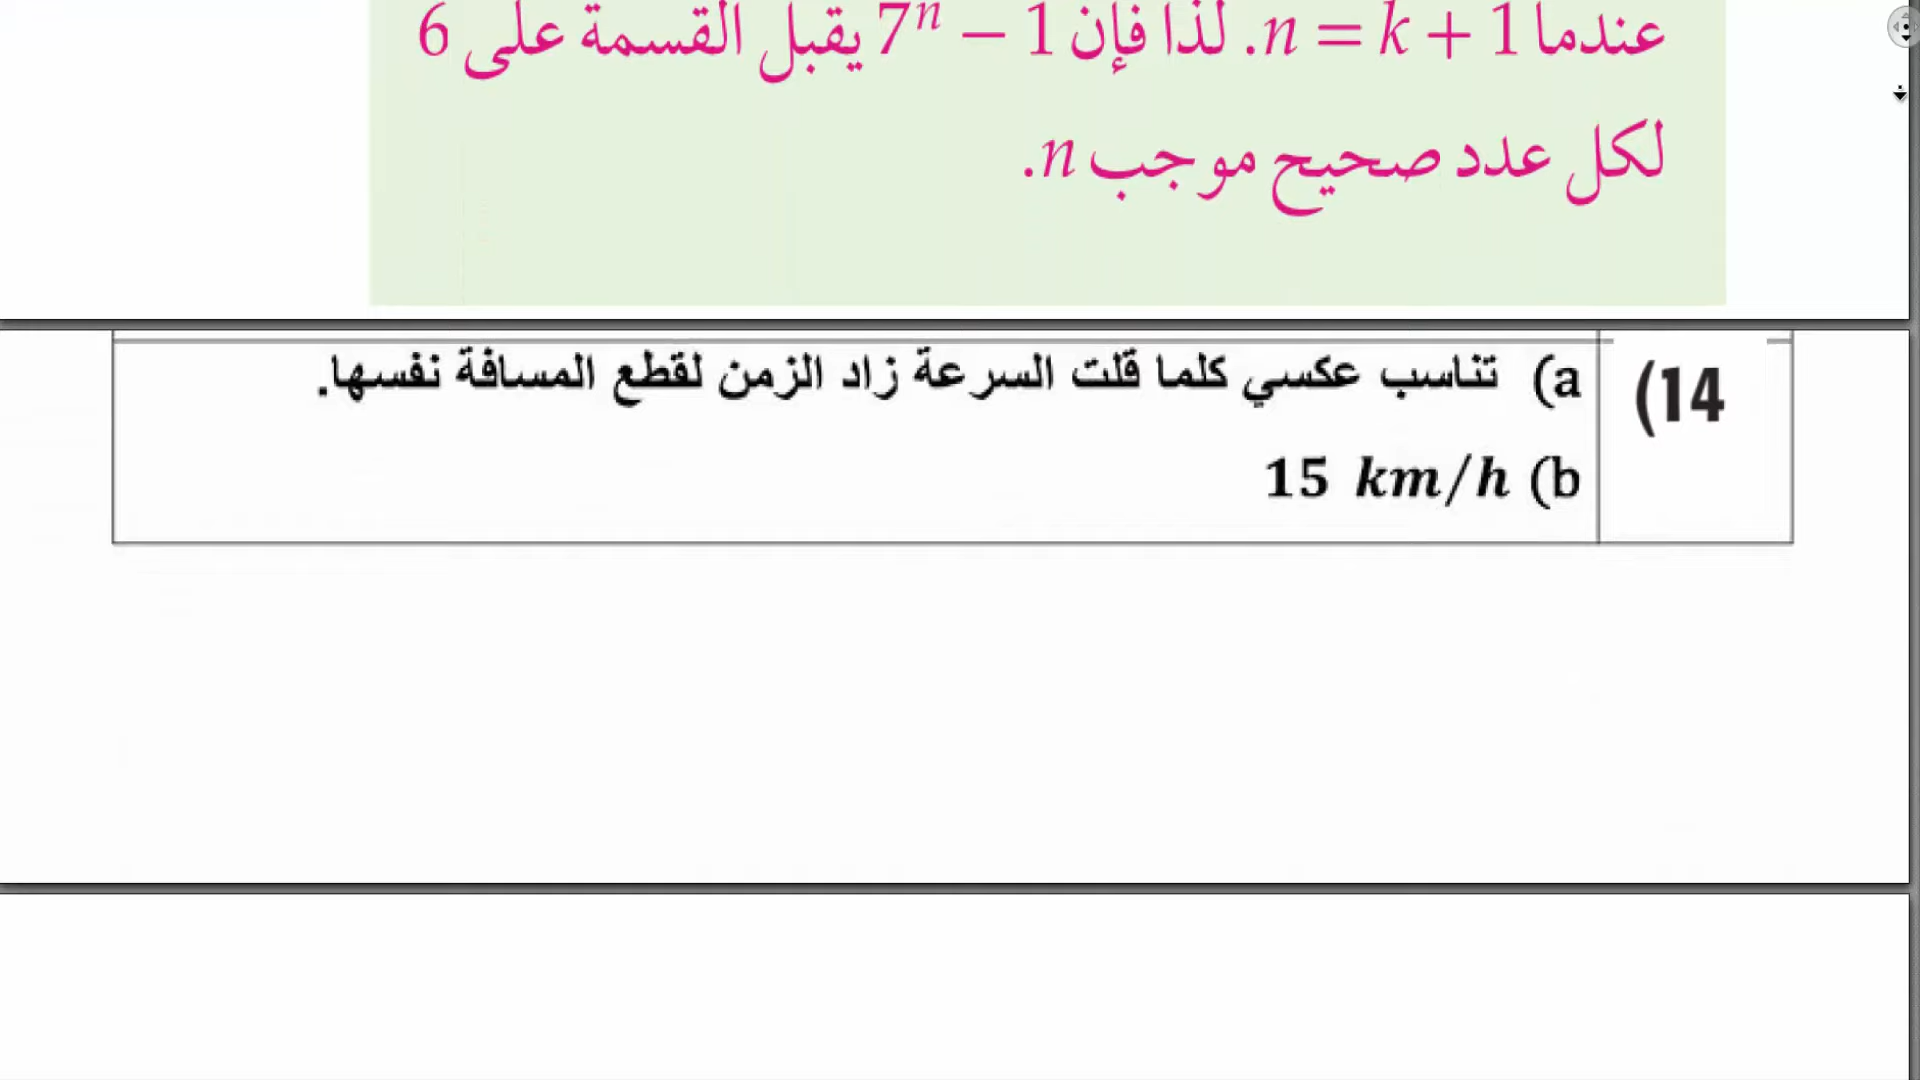 عندما n = k + 1. لذا فإن 7ⁿ − 1 يقبل القسمة على 6
لكل عدد صحيح موجب n.
14)
a) تناسب عكسي كلما قلت السرعة زاد الزمن لقطع المسافة نفسها.
b) 15 km/h